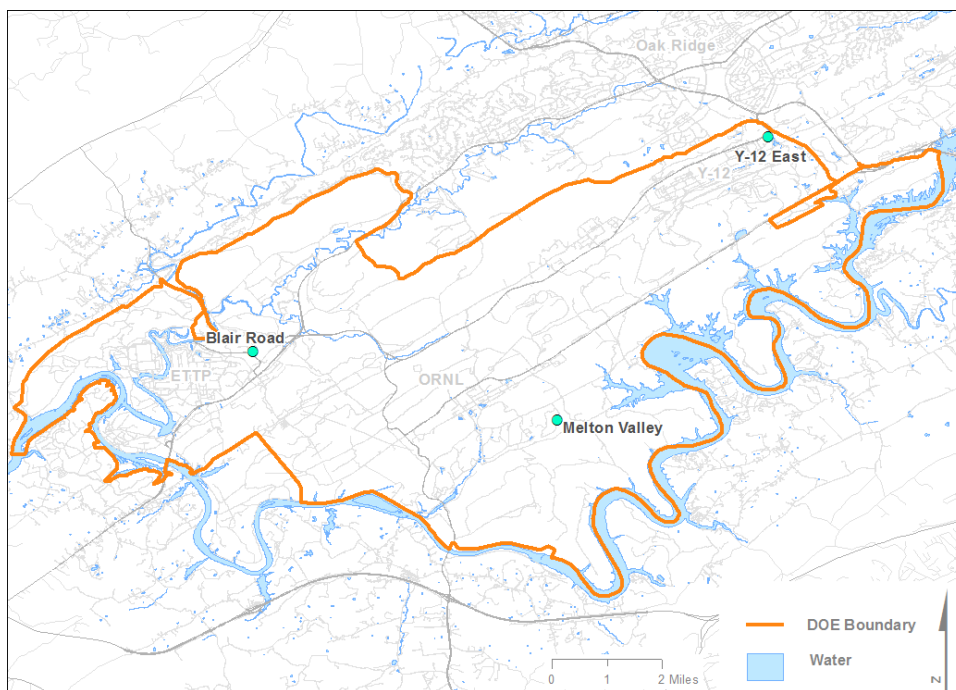 Oak Ridge
Y-12 East
Y-12
Blair Road
ETTP
ORNL
Melton Valley
DOE Boundary
Water
0 1 2 Miles
N